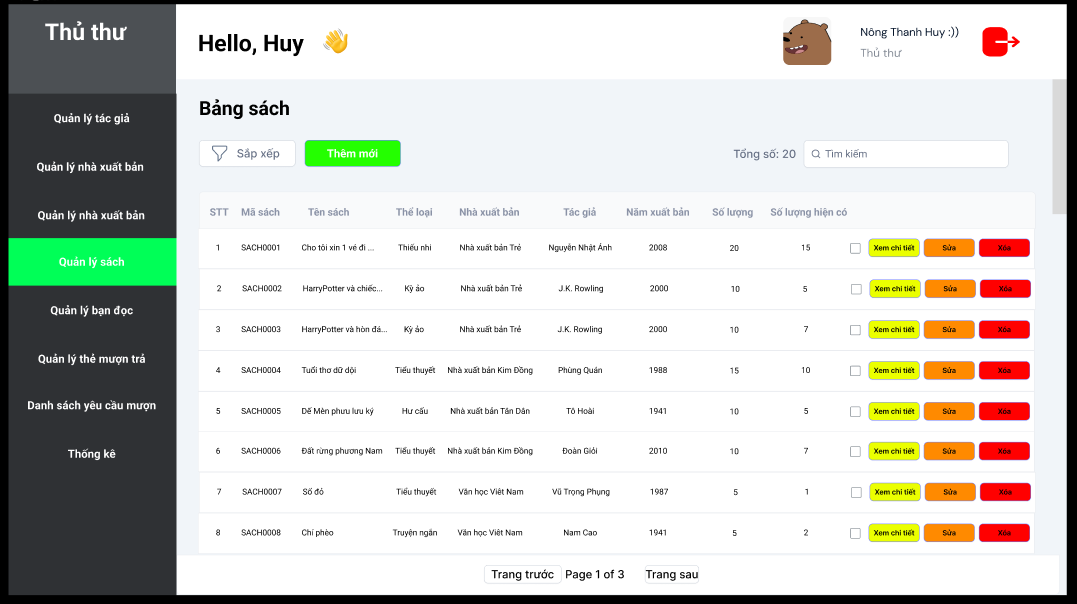 Thủ thư
Hello, Huy 👋
Nông Thanh Huy :))
Thủ thư
Quản lý tác giả
Quản lý nhà xuất bản
Quản lý nhà xuất bản
Quản lý sách
Quản lý bạn đọc
Quản lý thẻ mượn trả
Danh sách yêu cầu mượn
Thống kê
Bảng sách
Sắp xếp Thêm mới Tổng số: 20 Tìm kiếm
STT Mã sách Tên sách Thể loại Nhà xuất bản Tác giả Năm xuất bản Số lượng Số lượng hiện có
1 SACH0001 Cho tôi xin 1 vé đi ... Thiếu nhi Nhà xuất bản Trẻ Nguyễn Nhật Ánh 2008 20 15 Xem chi tiết Sửa Xóa
2 SACH0002 HarryPotter và chiếc... Kỳ ảo Nhà xuất bản Trẻ J.K. Rowling 2000 10 5 Xem chi tiết Sửa Xóa
3 SACH0003 HarryPotter và hòn đá... Kỳ ảo Nhà xuất bản Trẻ J.K. Rowling 2000 10 7 Xem chi tiết Sửa Xóa
4 SACH0004 Tuổi thơ dữ dội Tiểu thuyết Nhà xuất bản Kim Đồng Phùng Quán 1988 15 10 Xem chi tiết Sửa Xóa
5 SACH0005 Dế Mèn phưu lưu ký Hư cấu Nhà xuất bản Tân Dân Tô Hoài 1941 10 5 Xem chi tiết Sửa Xóa
6 SACH0006 Đất rừng phương Nam Tiểu thuyết Nhà xuất bản Kim Đồng Đoàn Giỏi 2010 10 7 Xem chi tiết Sửa Xóa
7 SACH0007 Số đỏ Tiểu thuyết Văn học Việt Nam Vũ Trọng Phụng 1987 5 1 Xem chi tiết Sửa Xóa
8 SACH0008 Chí phèo Truyện ngắn Văn học Việt Nam Nam Cao 1941 5 2 Xem chi tiết Sửa Xóa
Trang trước Page 1 of 3 Trang sau